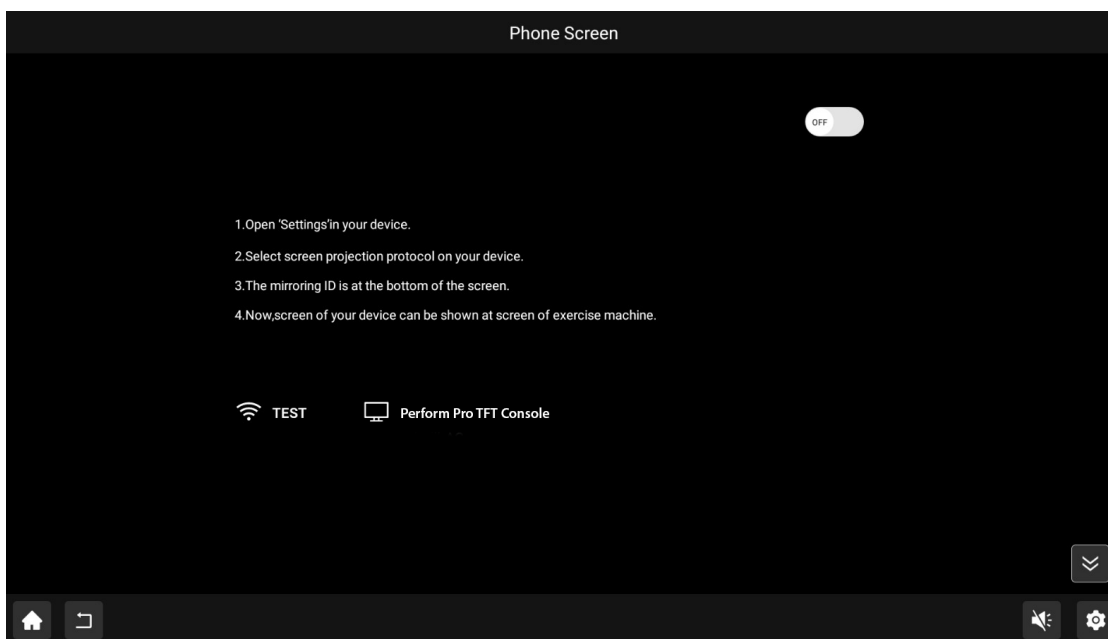 Phone Screen
OFF
1.Open 'Settings'in your device.
2.Select screen projection protocol on your device.
3.The mirroring ID is at the bottom of the screen.
4.Now,screen of your device can be shown at screen of exercise machine.
TEST Perform Pro TFT Console